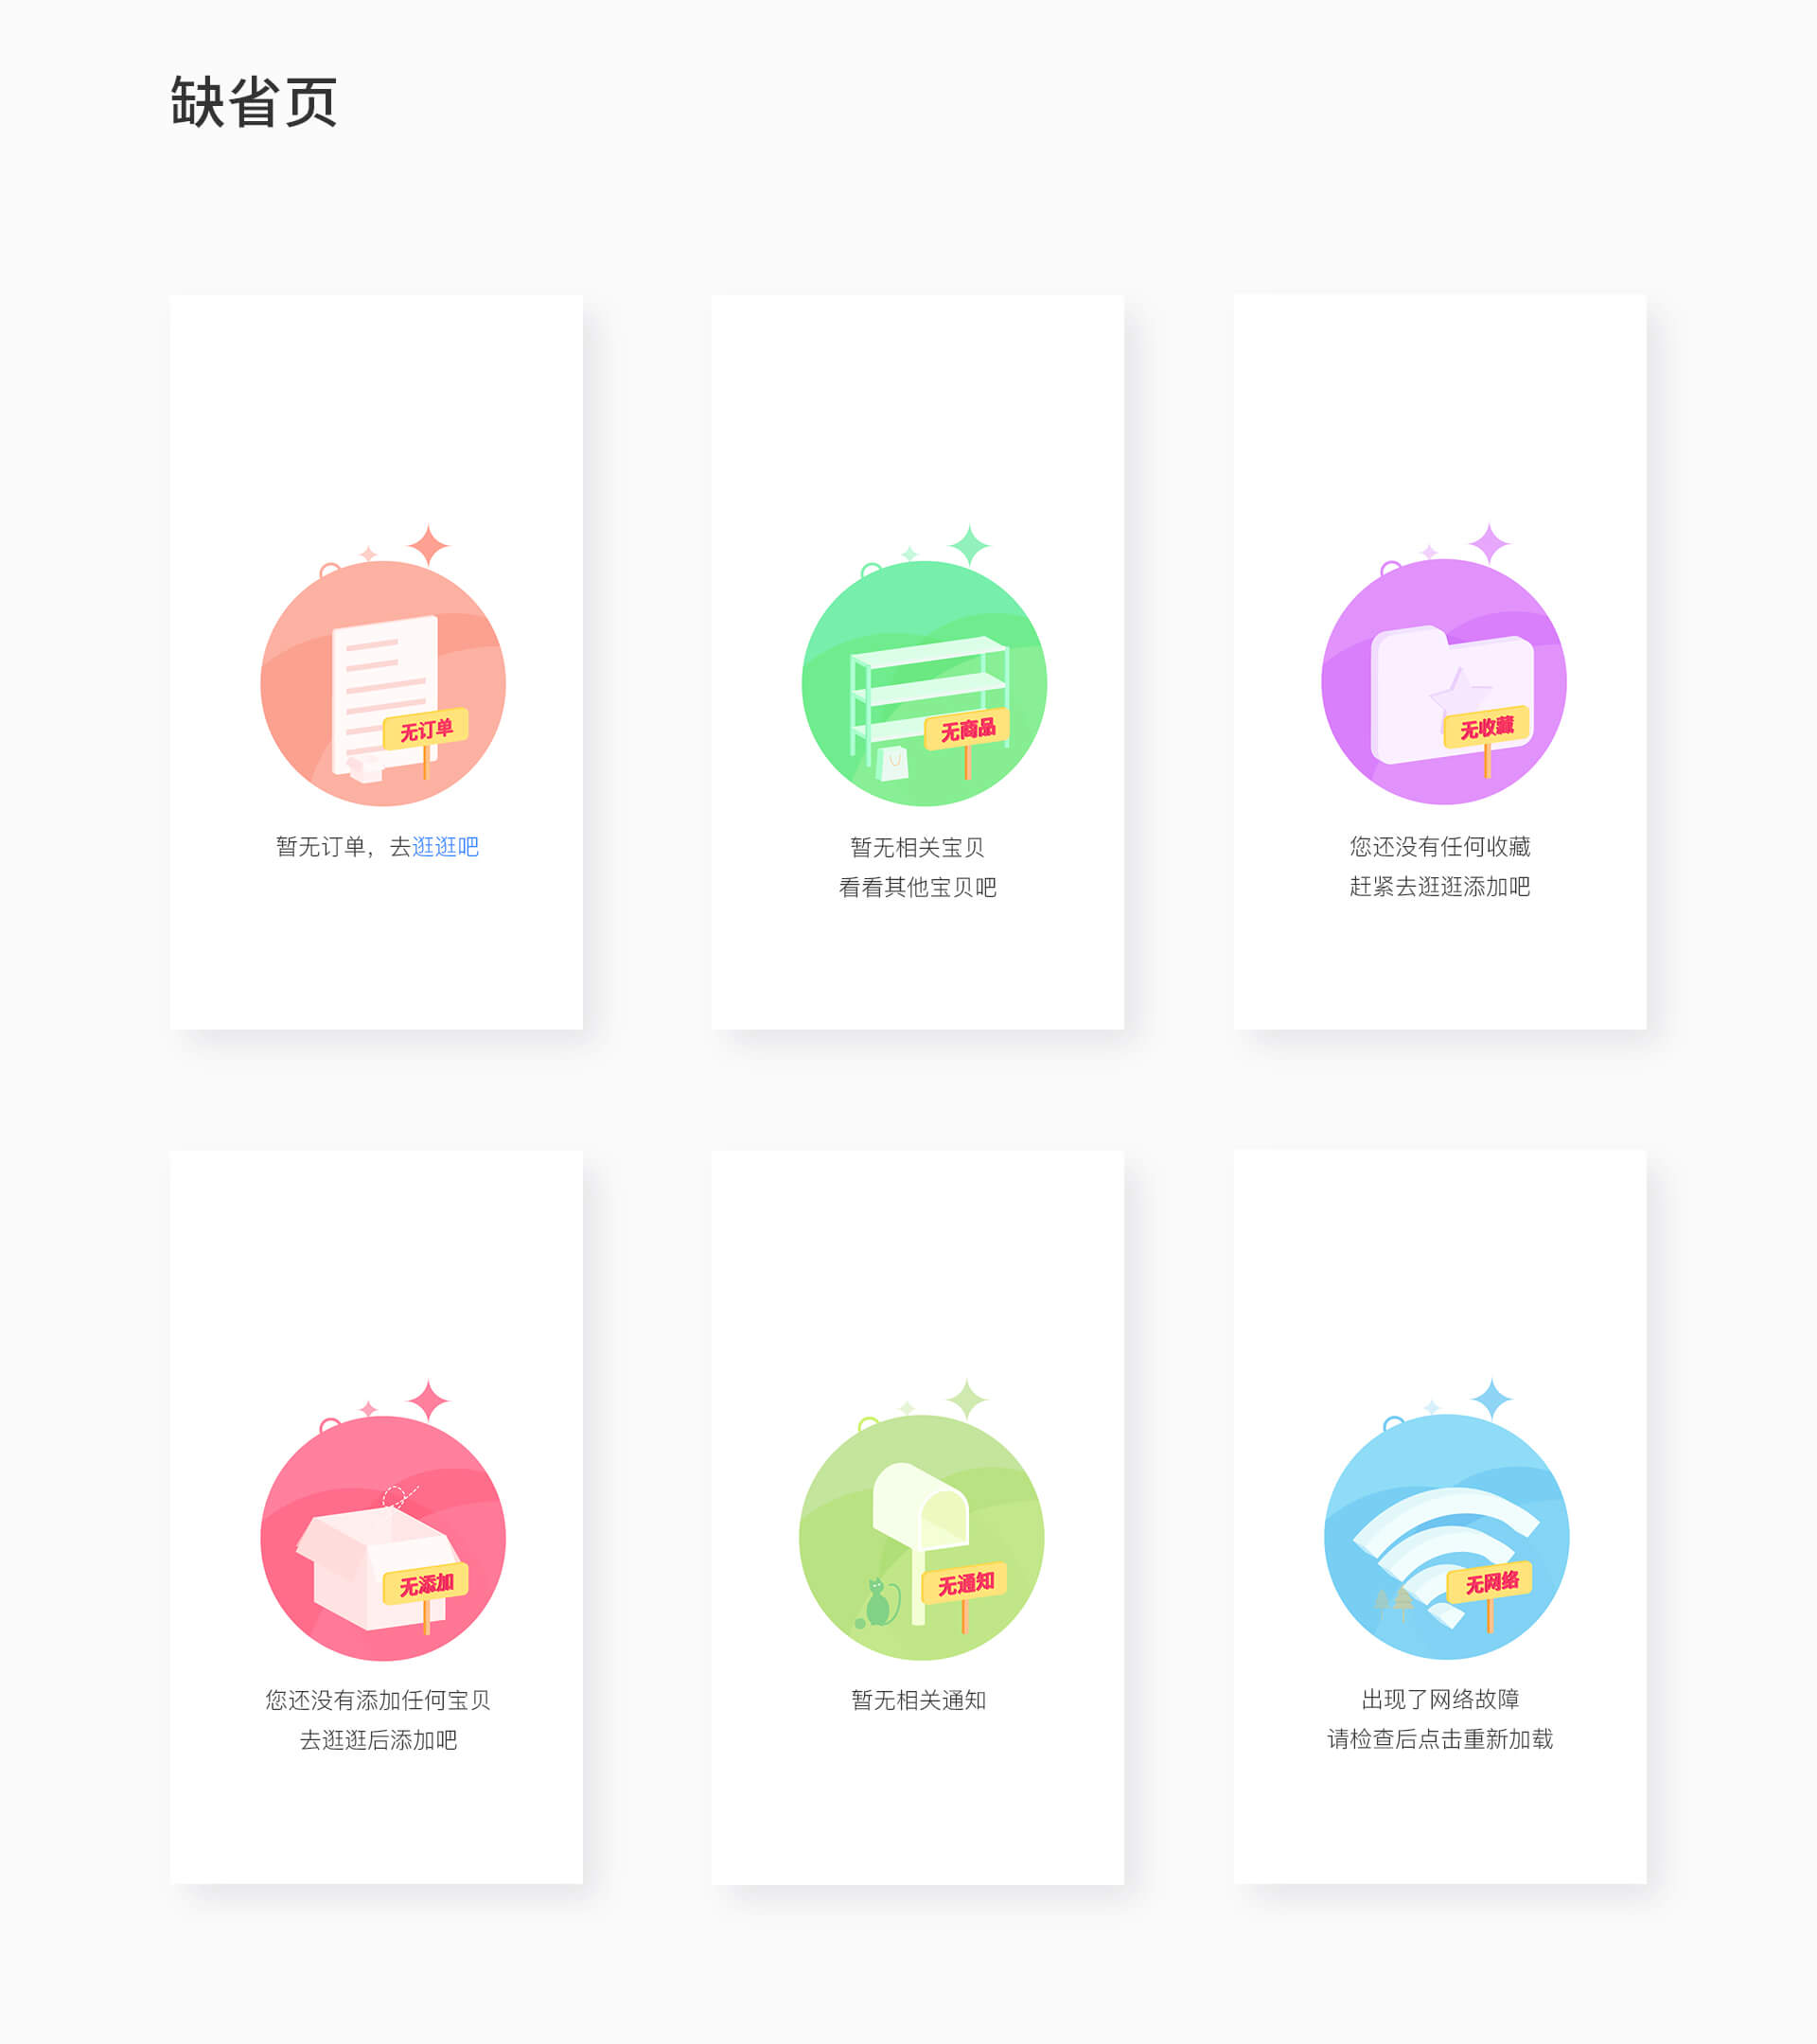 缺省页
无订单
暂无订单，去逛逛吧
无商品
暂无相关宝贝
看看其他宝贝吧
无收藏
您还没有任何收藏
赶紧去逛逛添加吧
无添加
您还没有添加任何宝贝
去逛逛后添加吧
无通知
暂无相关通知
无网络
出现了网络故障
请检查后点击重新加载